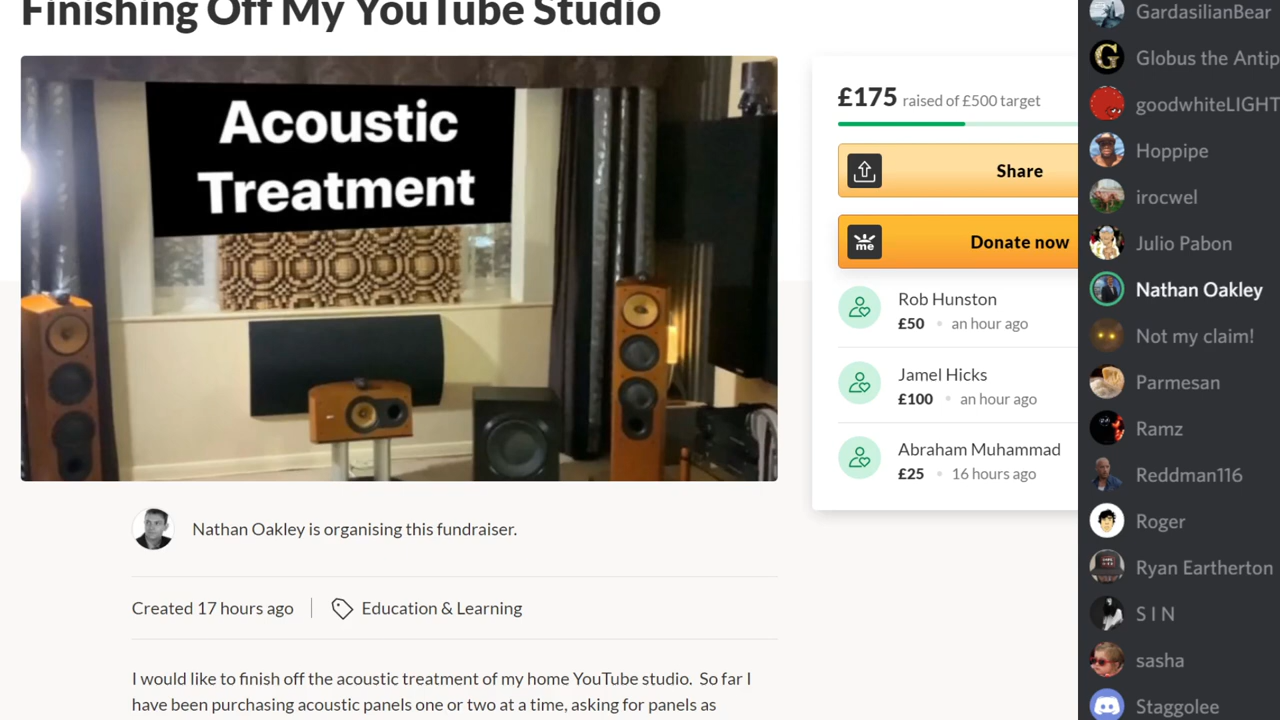 Finishing Off My YouTube Studio
Acoustic
Treatment
£175 raised of £500 target
Share
me
Donate now
Rob Hunston
£50 • an hour ago
Jamel Hicks
£100 • an hour ago
Abraham Muhammad
£25 • 16 hours ago
Nathan Oakley is organising this fundraiser.
Created 17 hours ago
Education & Learning
I would like to finish off the acoustic treatment of my home YouTube studio. So far I
have been purchasing acoustic panels one or two at a time, asking for panels as
GardasilianBear
G
Globus the Antip
goodwhiteLIGHT
Hoppipe
irocwel
Julio Pabon
Nathan Oakley
Not my claim!
Parmesan
Ramz
Reddman116
Roger
Ryan Eartherton
S I N
sasha
Staggolee